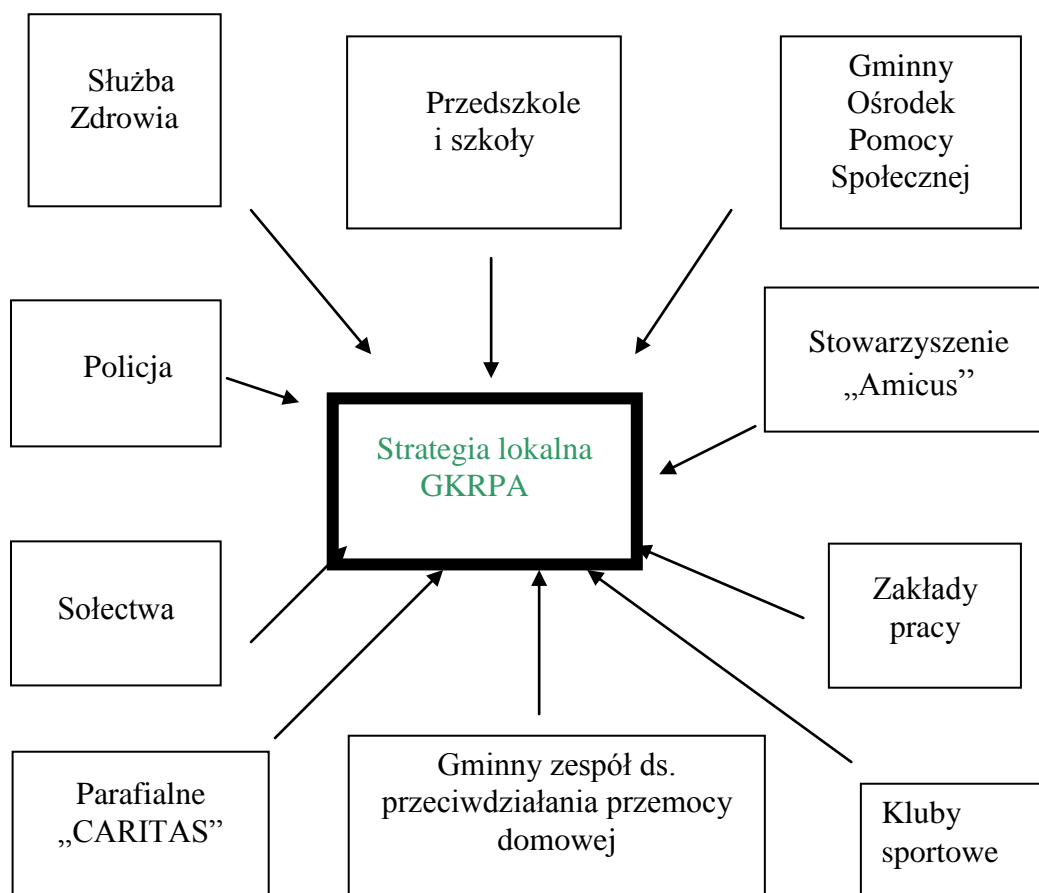 Służba
Zdrowia
Przedszkole
i szkoły
Gminny
Ośrodek
Pomocy
Społecznej
Policja
Stowarzyszenie
„Amicus”
Strategia lokalna
GKRPA
Sołectwa
Zakłady
pracy
Parafialne
„CARITAS”
Gminny zespół ds.
przeciwdziałania przemocy
domowej
Kluby
sportowe